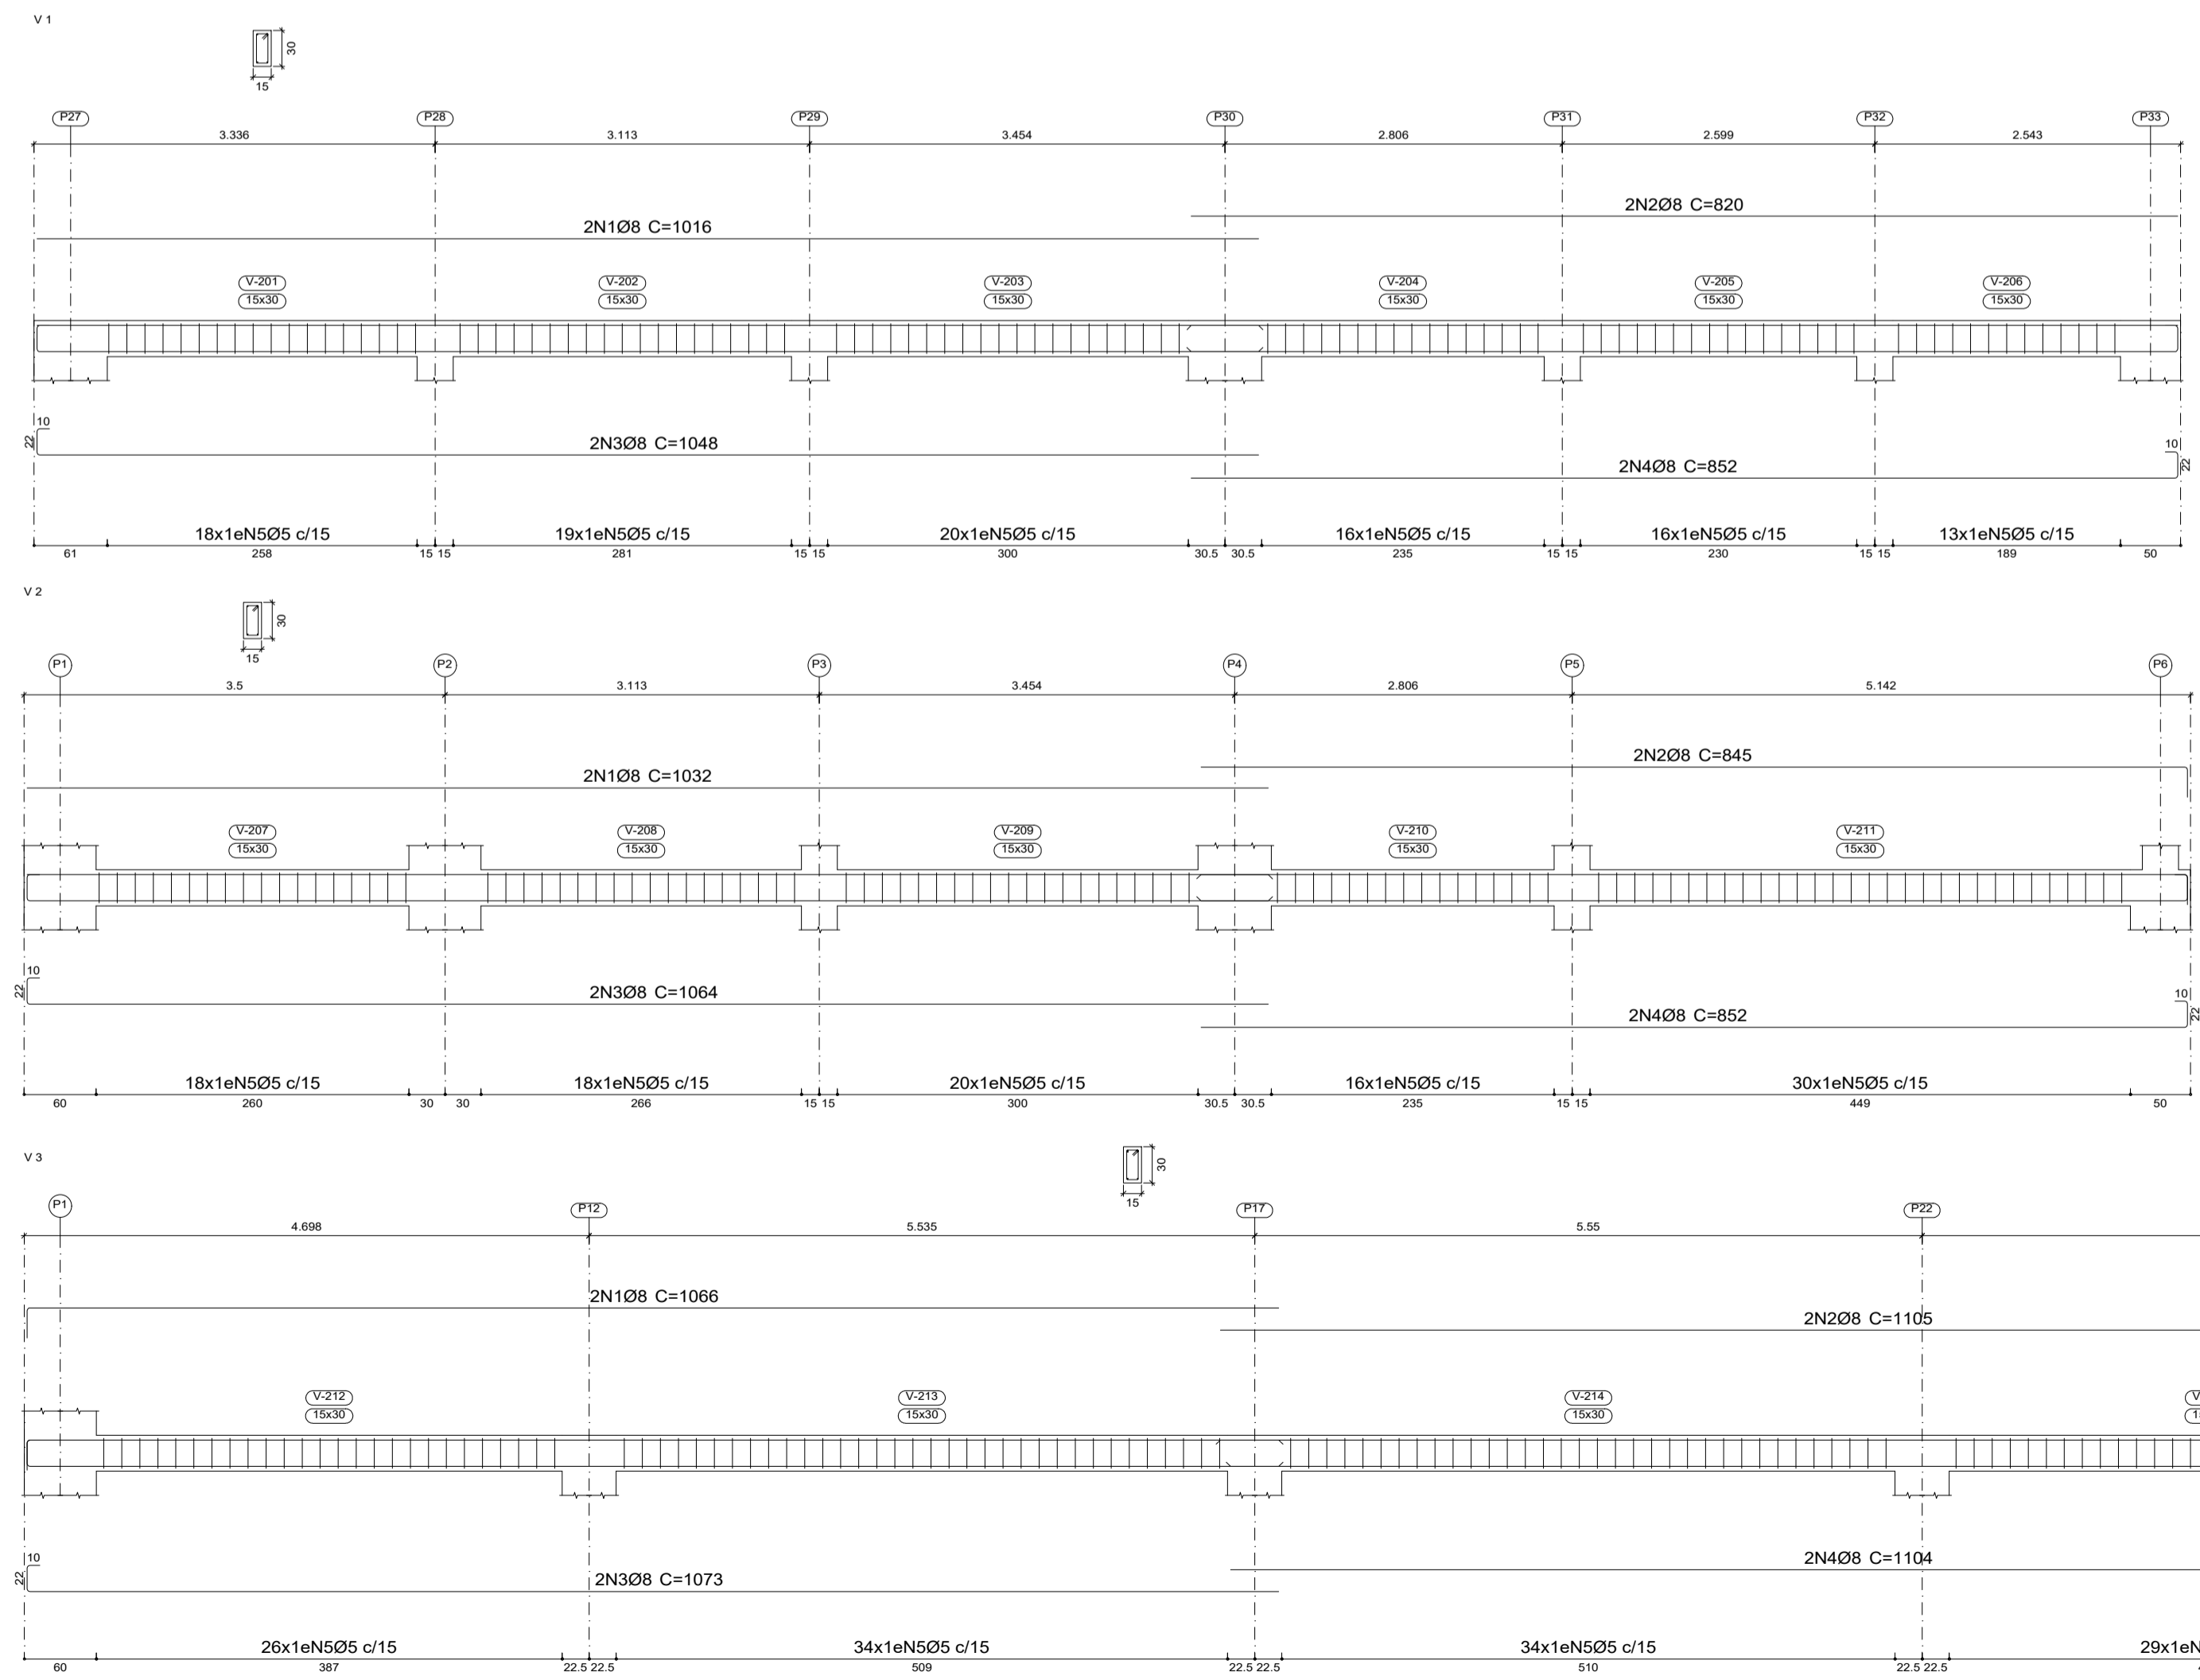 V 1
30
15
P27 P28 P29 P30 P31 P32 P33
3.336 3.113 3.454 2.806 2.599 2.543
2N2Ø8 C=820
2N1Ø8 C=1016
V-201 V-202 V-203 V-204 V-205 V-206
15x30 15x30 15x30 15x30 15x30 15x30
10
22
2N3Ø8 C=1048
10
22
2N4Ø8 C=852
18x1eN5Ø5 c/15 19x1eN5Ø5 c/15 20x1eN5Ø5 c/15 16x1eN5Ø5 c/15 16x1eN5Ø5 c/15 13x1eN5Ø5 c/15
61 258 15 15 281 15 15 300 30.5 30.5 235 15 15 230 15 15 189 50
V 2
30
15
P1 P2 P3 P4 P5 P6
3.5 3.113 3.454 2.806 5.142
2N2Ø8 C=845
2N1Ø8 C=1032
V-207 V-208 V-209 V-210 V-211
15x30 15x30 15x30 15x30 15x30
10
22
2N3Ø8 C=1064
10
22
2N4Ø8 C=852
18x1eN5Ø5 c/15 18x1eN5Ø5 c/15 20x1eN5Ø5 c/15 16x1eN5Ø5 c/15 30x1eN5Ø5 c/15
60 260 30 30 266 15 15 300 30.5 30.5 235 15 15 449 50
V 3
30
15
P1 P12 P17 P22
4.698 5.535 5.55
2N1Ø8 C=1066
2N2Ø8 C=1105
V-212 V-213 V-214
15x30 15x30 15x30
10
22
2N4Ø8 C=1104
2N3Ø8 C=1073
26x1eN5Ø5 c/15 34x1eN5Ø5 c/15 34x1eN5Ø5 c/15 29x1eN
60 387 22.5 22.5 509 22.5 22.5 510 22.5 22.5